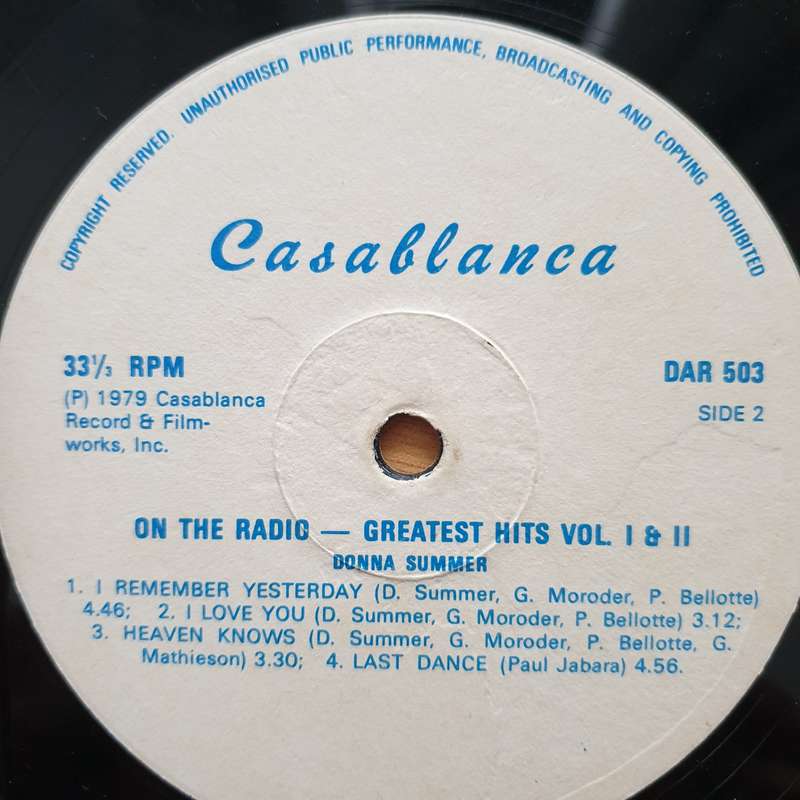 COPYRIGHT RESERVED. UNAUTHORISED PUBLIC PERFORMANCE, BROADCASTING AND COPYING PROHIBITED
Casablanca
33⅓ RPM
(P) 1979 Casablanca
Record & Film-
works, Inc.
DAR 503
SIDE 2
ON THE RADIO — GREATEST HITS VOL. I & II
DONNA SUMMER
1. I REMEMBER YESTERDAY (D. Summer, G. Moroder, P. Bellotte)
4.46; 2. I LOVE YOU (D. Summer, G. Moroder, P. Bellotte) 3.12;
3. HEAVEN KNOWS (D. Summer, G. Moroder, P. Bellotte, G.
Mathieson) 3.30; 4. LAST DANCE (Paul Jabara) 4.56.